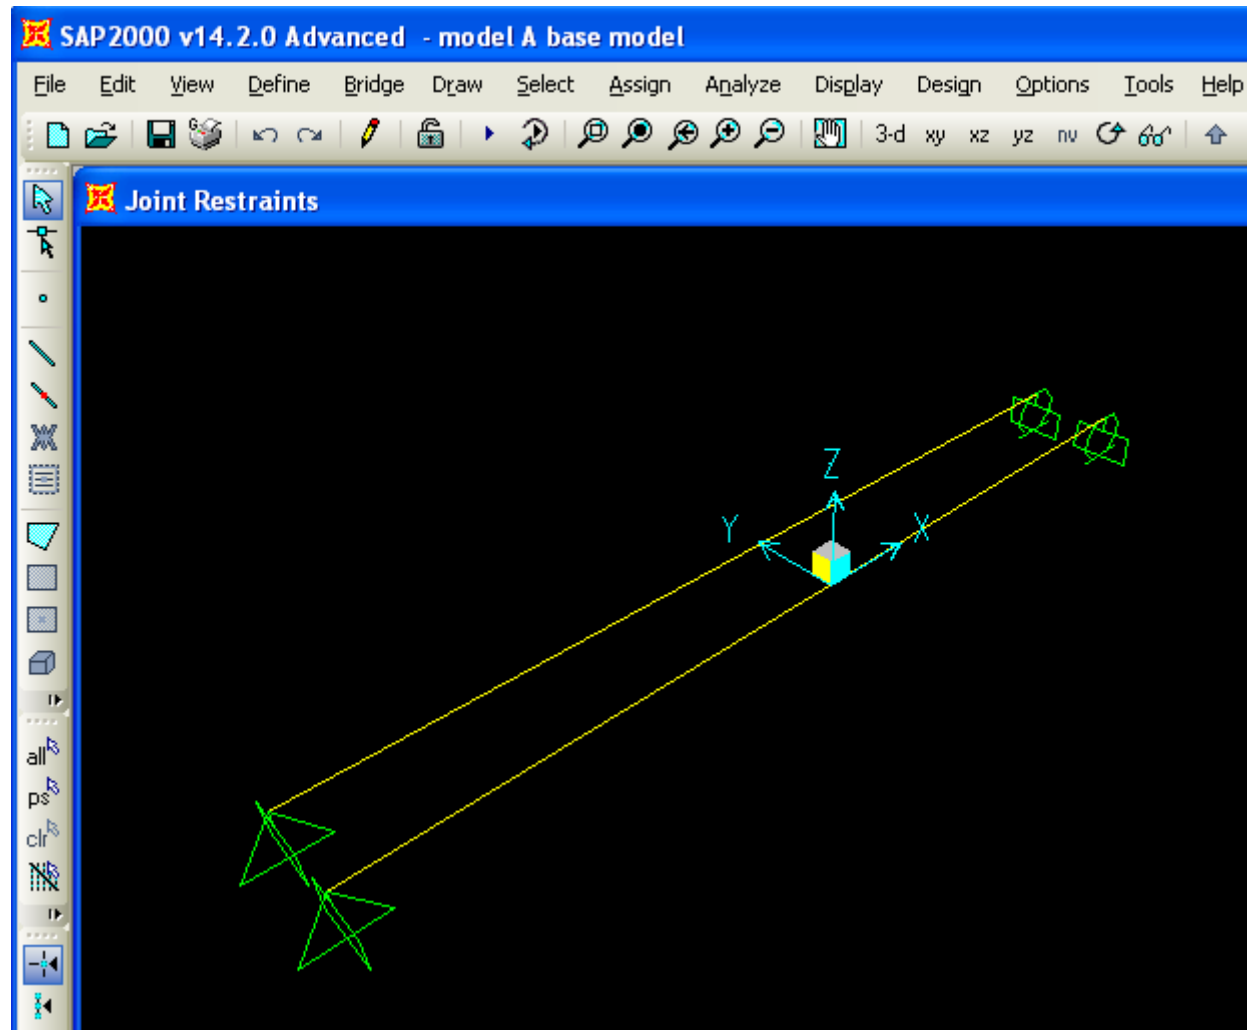 SAP2000 v14.2.0 Advanced - model A base model
File Edit View Define Bridge Draw Select Assign Analyze Display Design Options Tools Help
3-d xy xz yz nv
Joint Restraints
Z
Y X
all
ps
clr